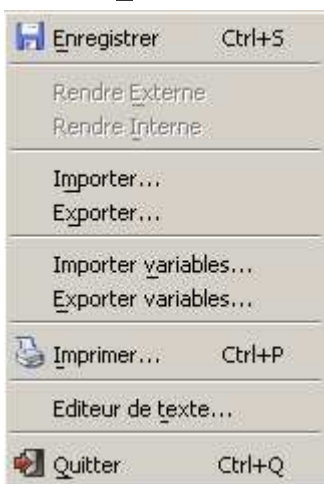 Enregistrer Ctrl+S
Rendre Externe
Rendre Interne
Importer...
Exporter...
Importer variables...
Exporter variables...
Imprimer... Ctrl+P
Editeur de texte...
Quitter Ctrl+Q